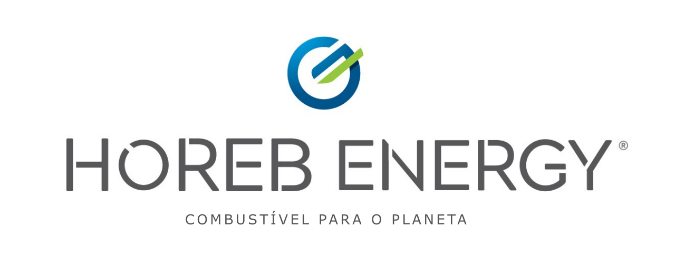 HOREB ENERGY®
COMBUSTÍVEL PARA O PLANETA